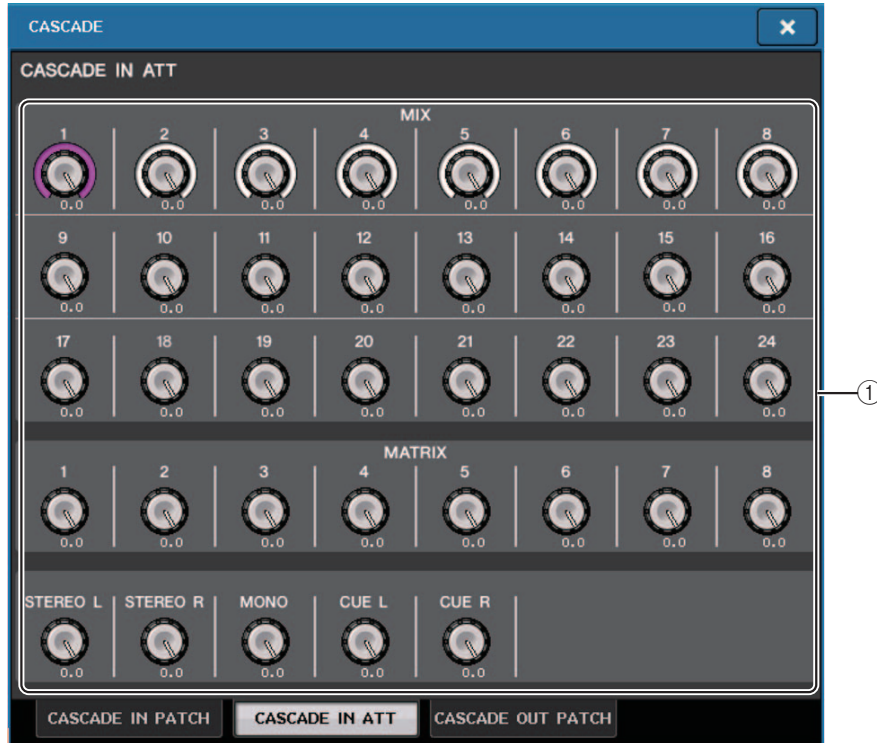 CASCADE
×
CASCADE IN ATT
MIX
1 2 3 4 5 6 7 8
0.0 0.0 0.0 0.0 0.0 0.0 0.0 0.0
9 10 11 12 13 14 15 16
0.0 0.0 0.0 0.0 0.0 0.0 0.0 0.0
17 18 19 20 21 22 23 24
0.0 0.0 0.0 0.0 0.0 0.0 0.0 0.0
①
MATRIX
1 2 3 4 5 6 7 8
0.0 0.0 0.0 0.0 0.0 0.0 0.0 0.0
STEREO L STEREO R MONO CUE L CUE R
0.0 0.0 0.0 0.0 0.0
CASCADE IN PATCH CASCADE IN ATT CASCADE OUT PATCH